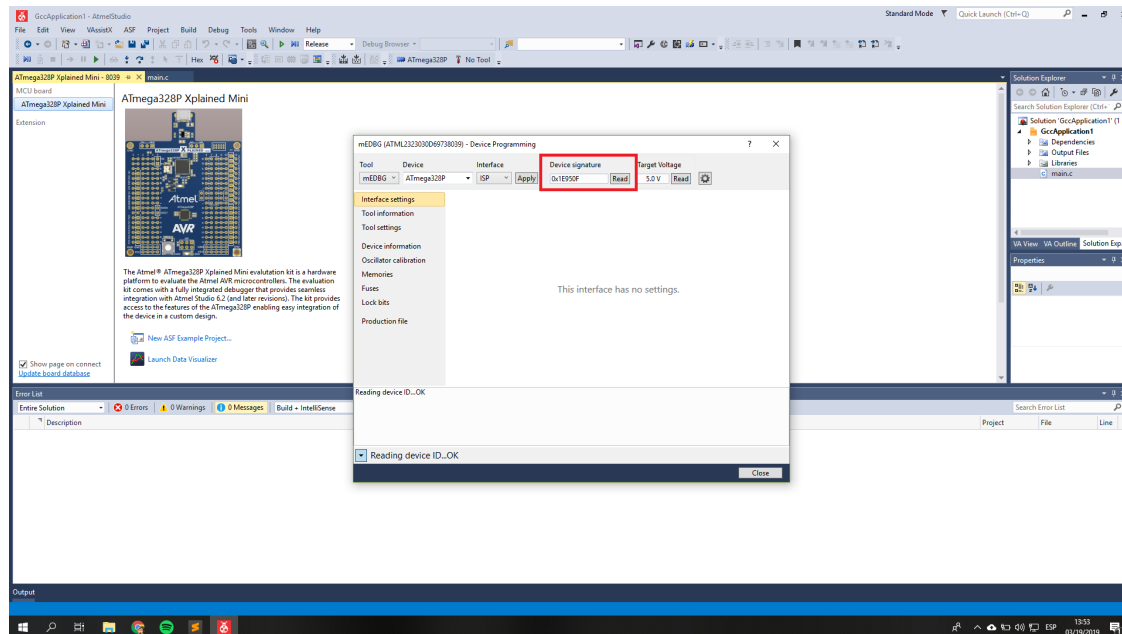 GccApplication1 - AtmelStudio
Standard Mode
Quick Launch (Ctrl+Q)
File Edit View VAssistX ASF Project Build Debug Tools Window Help
Release
Debug Browser
Hex
ATmega328P
No Tool
ATmega328P Xplained Mini - 8039
main.c
MCU board
ATmega328P Xplained Mini
Extension
ATmega328P Xplained Mini
Atmel
AVR
The Atmel® ATmega328P Xplained Mini evalutation kit is a hardware
platform to evaluate the Atmel AVR microcontrollers. The evaluation
kit comes with a fully integrated debugger that provides seamless
integration with Atmel Studio 6.2 (and later revisions). The kit provides
access to the features of the ATmega328P enabling easy integration of
the device in a custom design.
New ASF Example Project...
Launch Data Visualizer
Show page on connect
Update board database
mEDBG (ATML2323030D69738039) - Device Programming
Tool Device Interface Device signature Target Voltage
mEDBG ATmega328P ISP Apply 0x1E950F Read 5.0 V Read
Interface settings
Tool information
Tool settings
Device information
Oscillator calibration
Memories
Fuses
Lock bits
Production file
This interface has no settings.
Reading device ID...OK
Reading device ID...OK
Close
Solution Explorer
Search Solution Explorer (Ctrl+
Solution 'GccApplication1' (1
GccApplication1
Dependencies
Output Files
Libraries
main.c
VA View VA Outline Solution Exp
Properties
Error List
Entire Solution
0 Errors
0 Warnings
0 Messages
Build + IntelliSense
Search Error List
Description
Project File Line
Output
ESP
13:53
03/19/2019